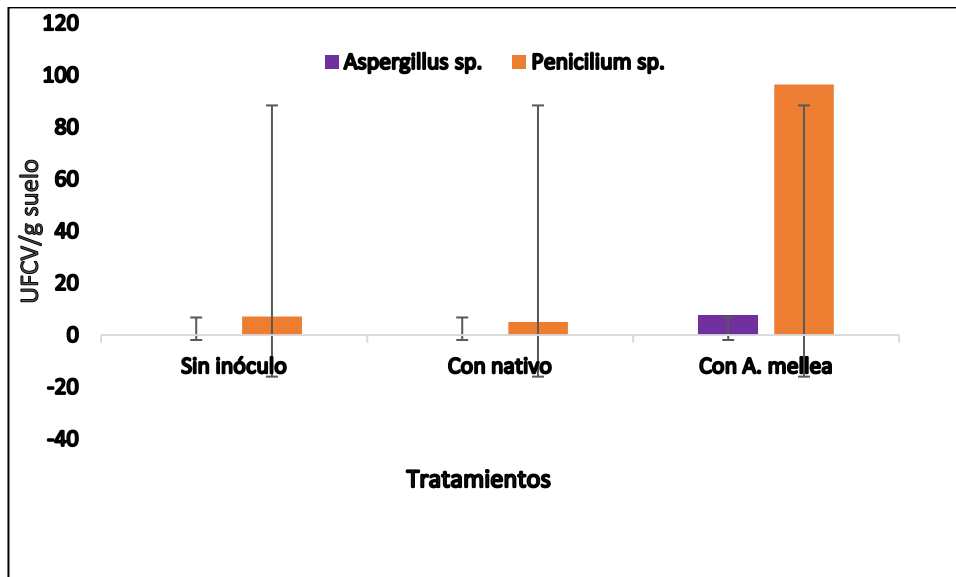 120
Aspergillus sp. Penicilium sp.
100
80
60
40
20
0
-20
-40
UFCV/g suelo
Sin inóculo Con nativo Con A. mellea
Tratamientos